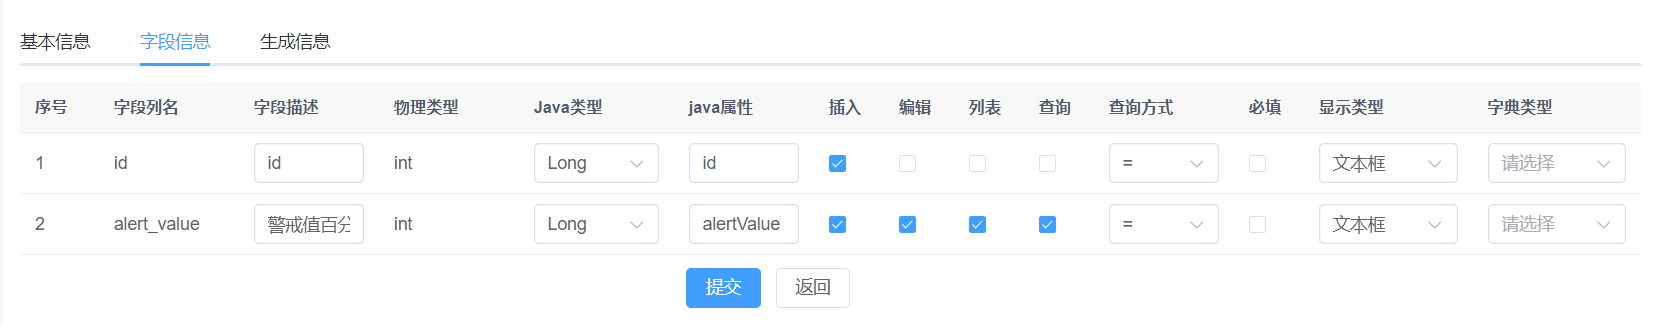 基本信息 字段信息 生成信息
序号 字段列名 字段描述 物理类型 Java类型 java属性 插入 编辑 列表 查询 查询方式 必填 显示类型 字典类型
1 id id int Long id = 文本框 请选择
2 alert_value 警戒值百分 int Long alertValue = 文本框 请选择
提交 返回